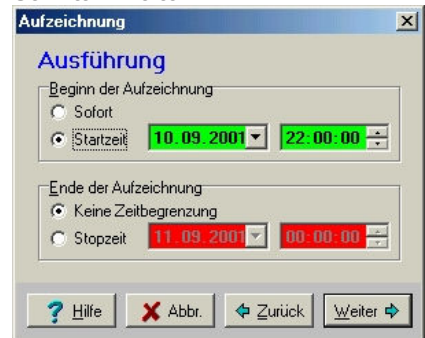 Aufzeichnung
Ausführung
Beginn der Aufzeichnung
Sofort
Startzeit 10.09.2001 22:00:00
Ende der Aufzeichnung
Keine Zeitbegrenzung
Stopzeit 11.09.2001 00:00:00
? Hilfe Abbr. Zurück Weiter